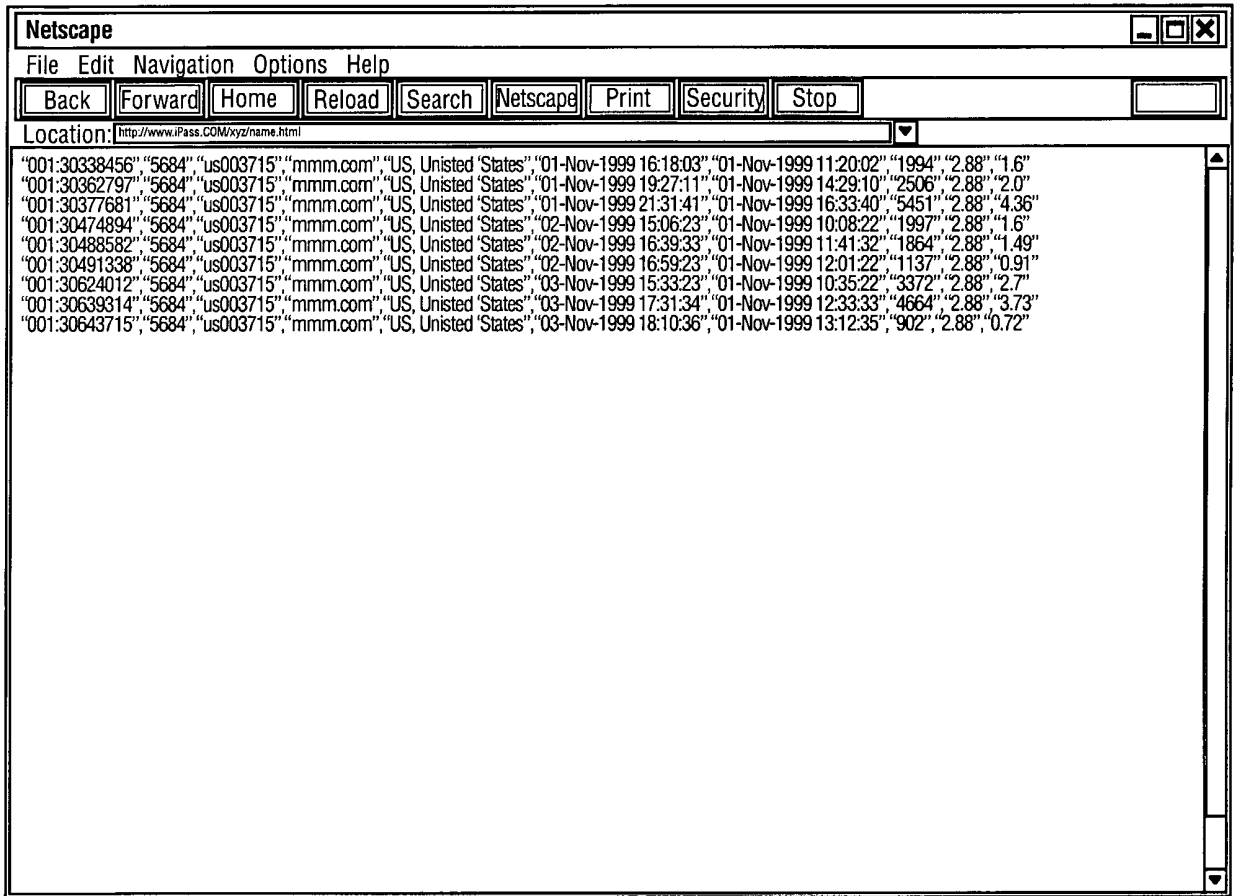 Netscape
File Edit Navigation Options Help
Back Forward Home Reload Search Netscape Print Security Stop
Location: http://www.iPass.COM/xyz/name.html
“001:30338456”,“5684”,“us003715”,“mmm.com”,“US, Unisted ‘States”,“01-Nov-1999 16:18:03”,“01-Nov-1999 11:20:02”,“1994”,“2.88”,“1.6”
“001:30362797”,“5684”,“us003715”,“mmm.com”,“US, Unisted ‘States”,“01-Nov-1999 19:27:11”,“01-Nov-1999 14:29:10”,“2506”,“2.88”,“2.0”
“001:30377681”,“5684”,“us003715”,“mmm.com”,“US, Unisted ‘States”,“01-Nov-1999 21:31:41”,“01-Nov-1999 16:33:40”,“5451”,“2.88”,“4.36”
“001:30474894”,“5684”,“us003715”,“mmm.com”,“US, Unisted ‘States”,“02-Nov-1999 15:06:23”,“01-Nov-1999 10:08:22”,“1997”,“2.88”,“1.6”
“001:30488582”,“5684”,“us003715”,“mmm.com”,“US, Unisted ‘States”,“02-Nov-1999 16:39:33”,“01-Nov-1999 11:41:32”,“1864”,“2.88”,“1.49”
“001:30491338”,“5684”,“us003715”,“mmm.com”,“US, Unisted ‘States”,“02-Nov-1999 16:59:23”,“01-Nov-1999 12:01:22”,“1137”,“2.88”,“0.91”
“001:30624012”,“5684”,“us003715”,“mmm.com”,“US, Unisted ‘States”,“03-Nov-1999 15:33:23”,“01-Nov-1999 10:35:22”,“3372”,“2.88”,“2.7”
“001:30639314”,“5684”,“us003715”,“mmm.com”,“US, Unisted ‘States”,“03-Nov-1999 17:31:34”,“01-Nov-1999 12:33:33”,“4664”,“2.88”,“3.73”
“001:30643715”,“5684”,“us003715”,“mmm.com”,“US, Unisted ‘States”,“03-Nov-1999 18:10:36”,“01-Nov-1999 13:12:35”,“902”,“2.88”,“0.72”